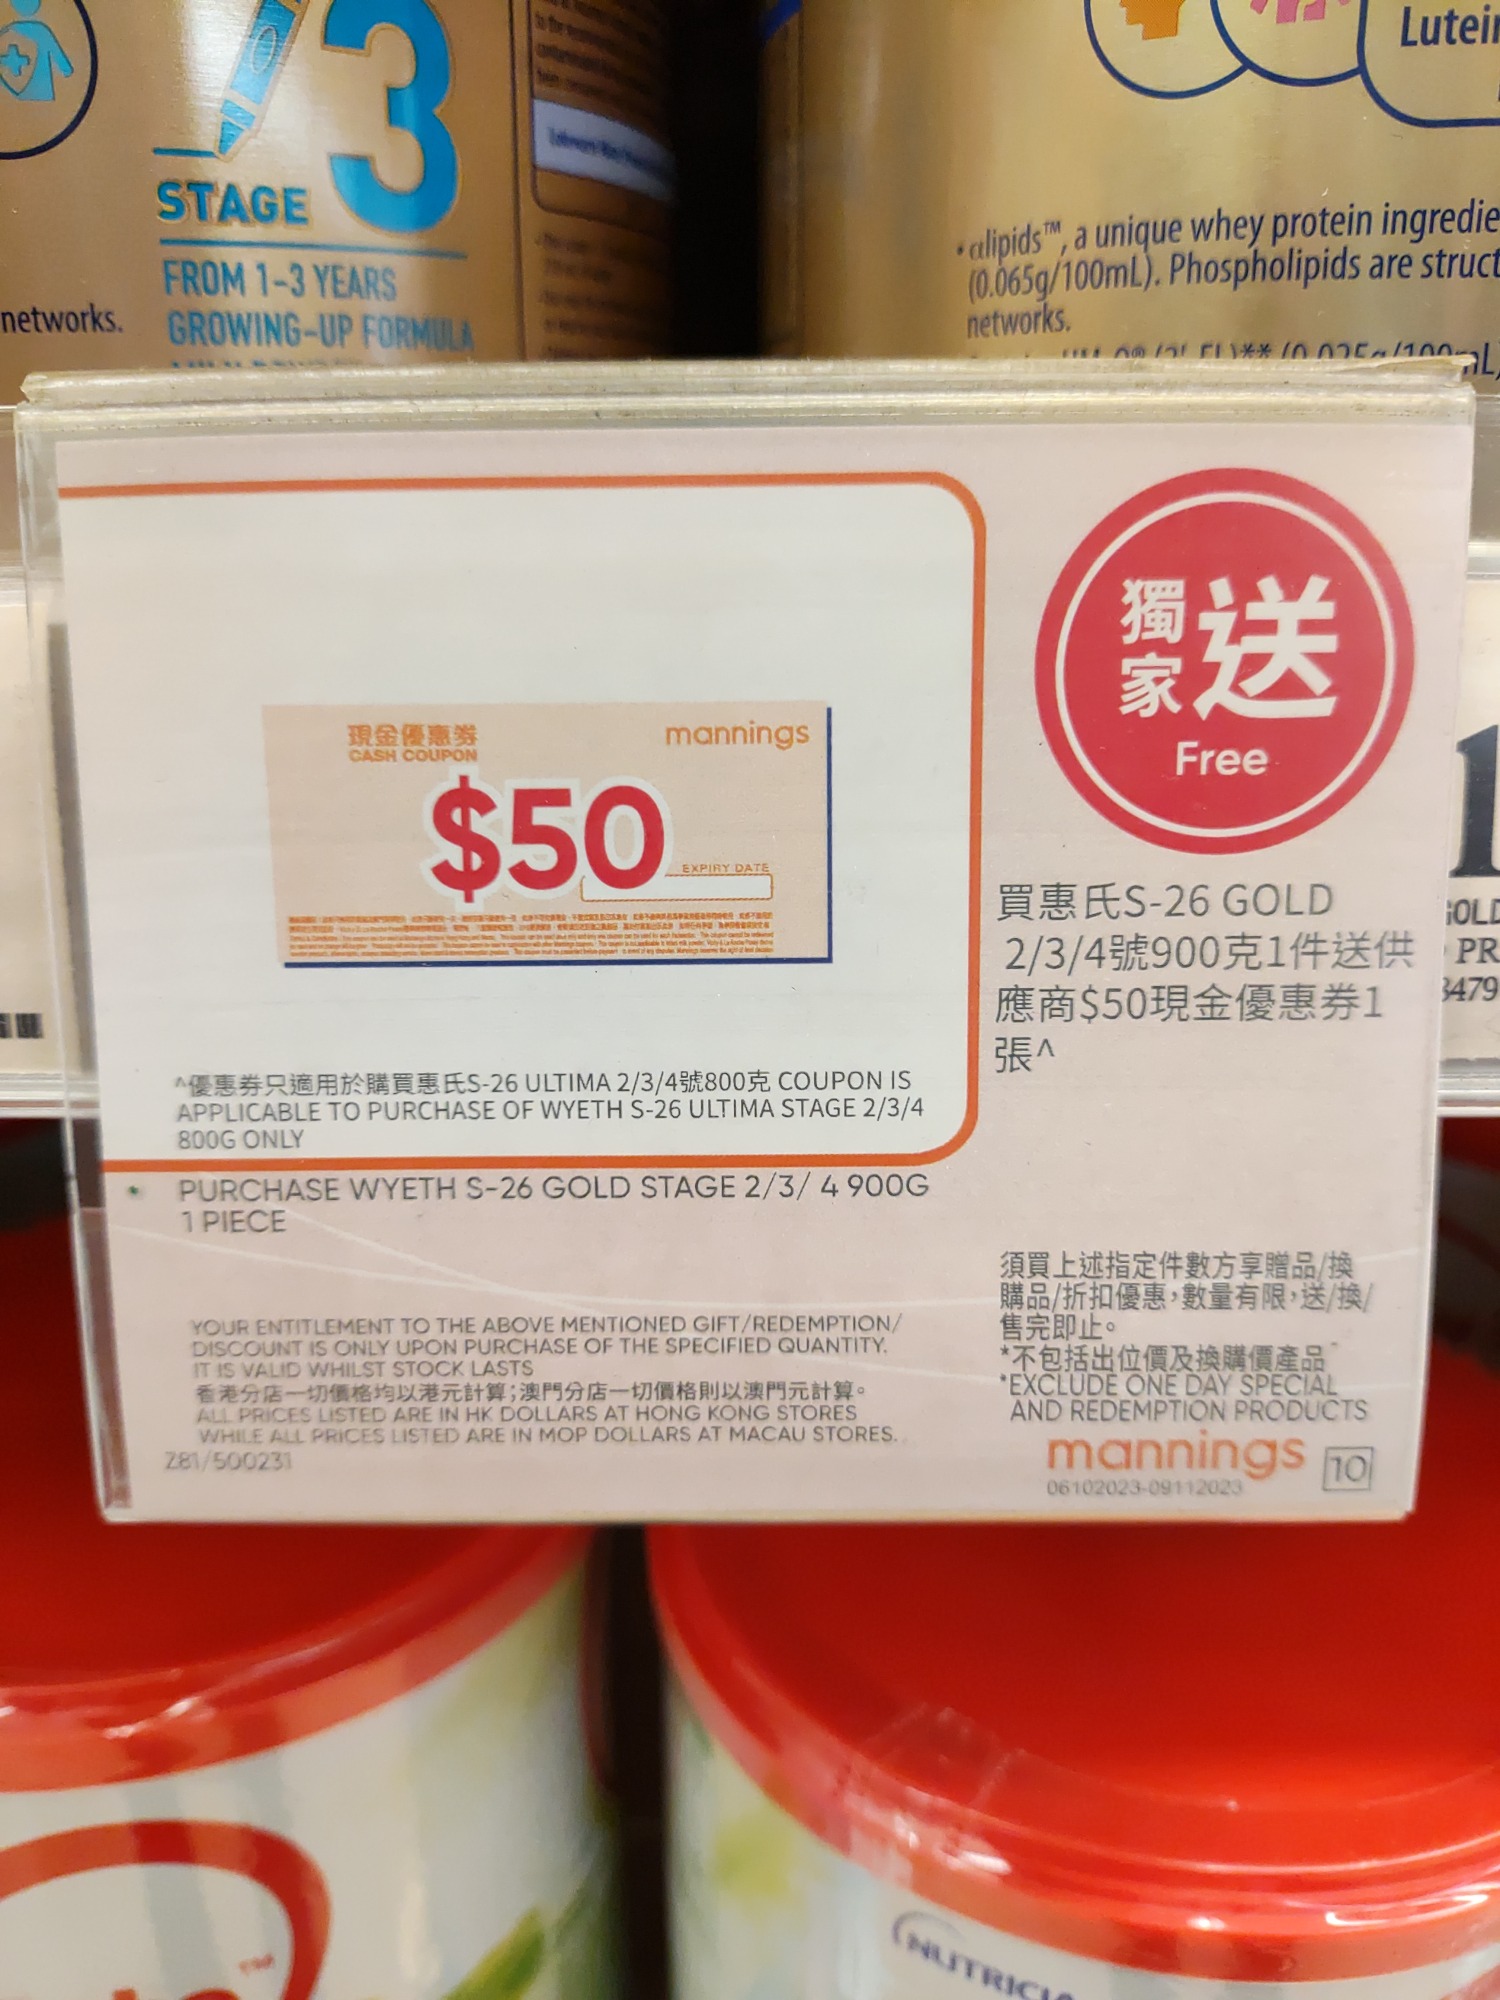 3
STAGE
FROM 1-3 YEARS
GROWING-UP FORMULA
networks.
Lutein
• αlipids™, a unique whey protein ingredie
(0.065g/100mL). Phospholipids are struct
networks.
獨家 送
Free
現金優惠券
CASH COUPON
mannings
$50
EXPIRY DATE
買惠氏S-26 GOLD
2/3/4號900克1件送供
應商$50現金優惠券1
張^
^優惠券只適用於購買惠氏S-26 ULTIMA 2/3/4號800克 COUPON IS
APPLICABLE TO PURCHASE OF WYETH S-26 ULTIMA STAGE 2/3/4
800G ONLY
• PURCHASE WYETH S-26 GOLD STAGE 2/3/ 4 900G
1 PIECE
YOUR ENTITLEMENT TO THE ABOVE MENTIONED GIFT/REDEMPTION/
DISCOUNT IS ONLY UPON PURCHASE OF THE SPECIFIED QUANTITY.
IT IS VALID WHILST STOCK LASTS
香港分店一切價格均以港元計算;澳門分店一切價格則以澳門元計算。
ALL PRICES LISTED ARE IN HK DOLLARS AT HONG KONG STORES
WHILE ALL PRICES LISTED ARE IN MOP DOLLARS AT MACAU STORES.
Z81/500231
須買上述指定件數方享贈品/換
購品/折扣優惠,數量有限,送/換/
售完即止。
*不包括出位價及換購價產品
*EXCLUDE ONE DAY SPECIAL
AND REDEMPTION PRODUCTS
mannings 10
06102023-09112023
GOLD
PR
3479
NUTRICIA